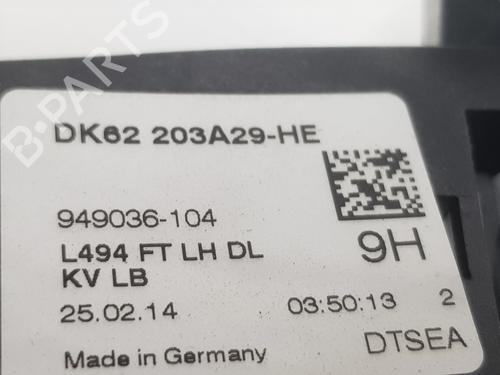 B-PARTS
DK62 203A29-HE
949036-104
L494 FT LH DL
9H
KV LB
25.02.14 03:50:13 2
DTSEA
Made in Germany